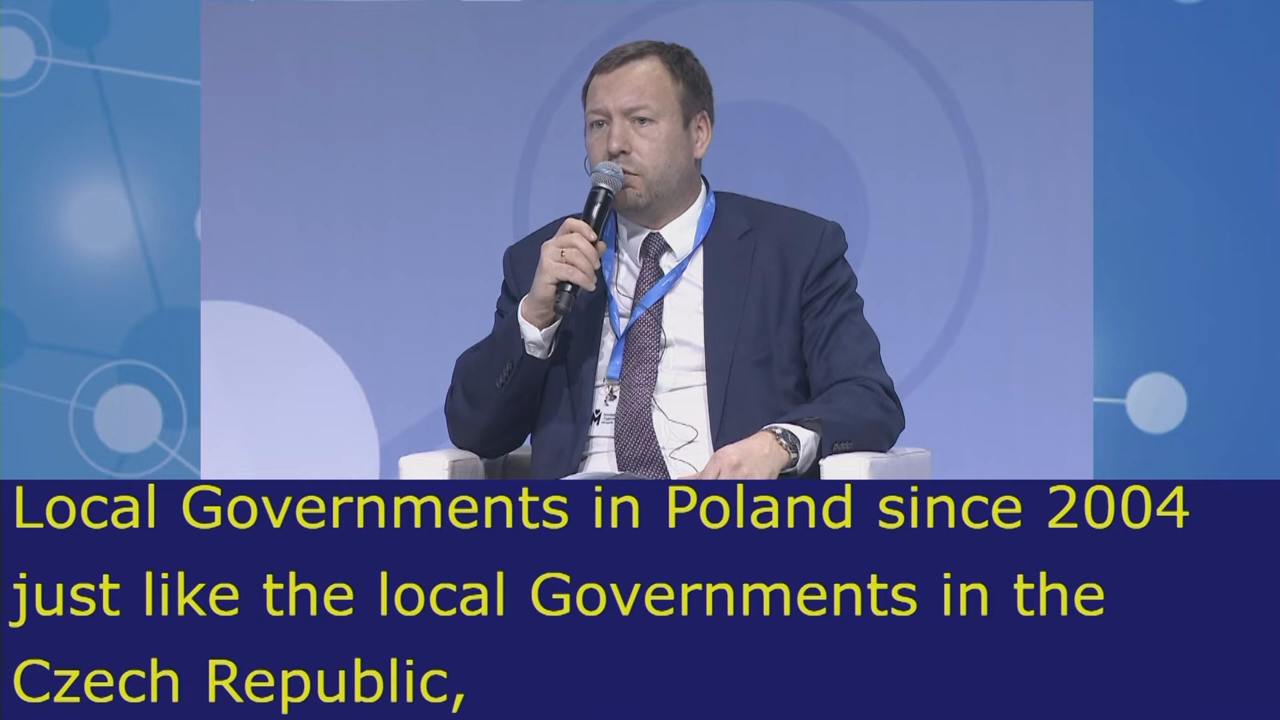 Local Governments in Poland since 2004
just like the local Governments in the
Czech Republic,